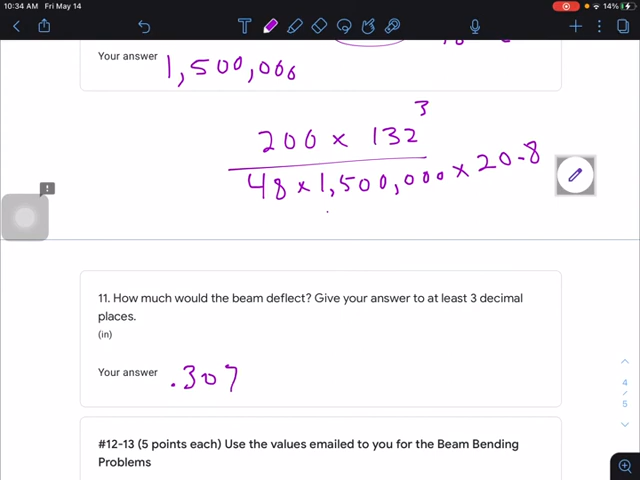 10:34 AM Fri May 14
14%
Your answer 1,500,000
200 x 132³
48 x 1,500,000 x 20.8
11. How much would the beam deflect? Give your answer to at least 3 decimal
places.
(in)
Your answer .307
4
/
5
#12-13 (5 points each) Use the values emailed to you for the Beam Bending
Problems